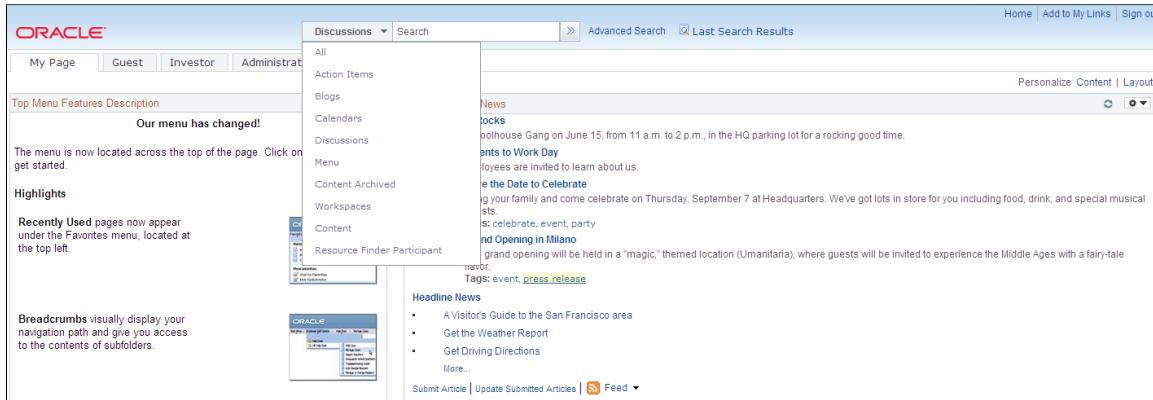 Home | Add to My Links | Sign ou
ORACLE
Discussions Search Advanced Search Last Search Results
My Page Guest Investor Administrat
Personalize Content | Layout
All
Action Items
Blogs
Calendars
Discussions
Menu
Content Archived
Workspaces
Content
Resource Finder Participant
Top Menu Features Description
Our menu has changed!
The menu is now located across the top of the page. Click on
get started.
Highlights
Recently Used pages now appear
under the Favorites menu, located at
the top left.
Breadcrumbs visually display your
navigation path and give you access
to the contents of subfolders.
ORACLE
News
ocks
oolhouse Gang on June 15, from 11 a.m. to 2 p.m., in the HQ parking lot for a rocking good time.
ents to Work Day
ployees are invited to learn about us.
e the Date to Celebrate
g your family and come celebrate on Thursday, September 7 at Headquarters. We've got lots in store for you including food, drink, and special musical
sts.
s: celebrate, event, party
nd Opening in Milano
grand opening will be held in a "magic," themed location (Umanitaria), where guests will be invited to experience the Middle Ages with a fairy-tale
flavor.
Tags: event, press release
Headline News
A Visitor's Guide to the San Francisco area
Get the Weather Report
Get Driving Directions
More...
Submit Article | Update Submitted Articles | Feed